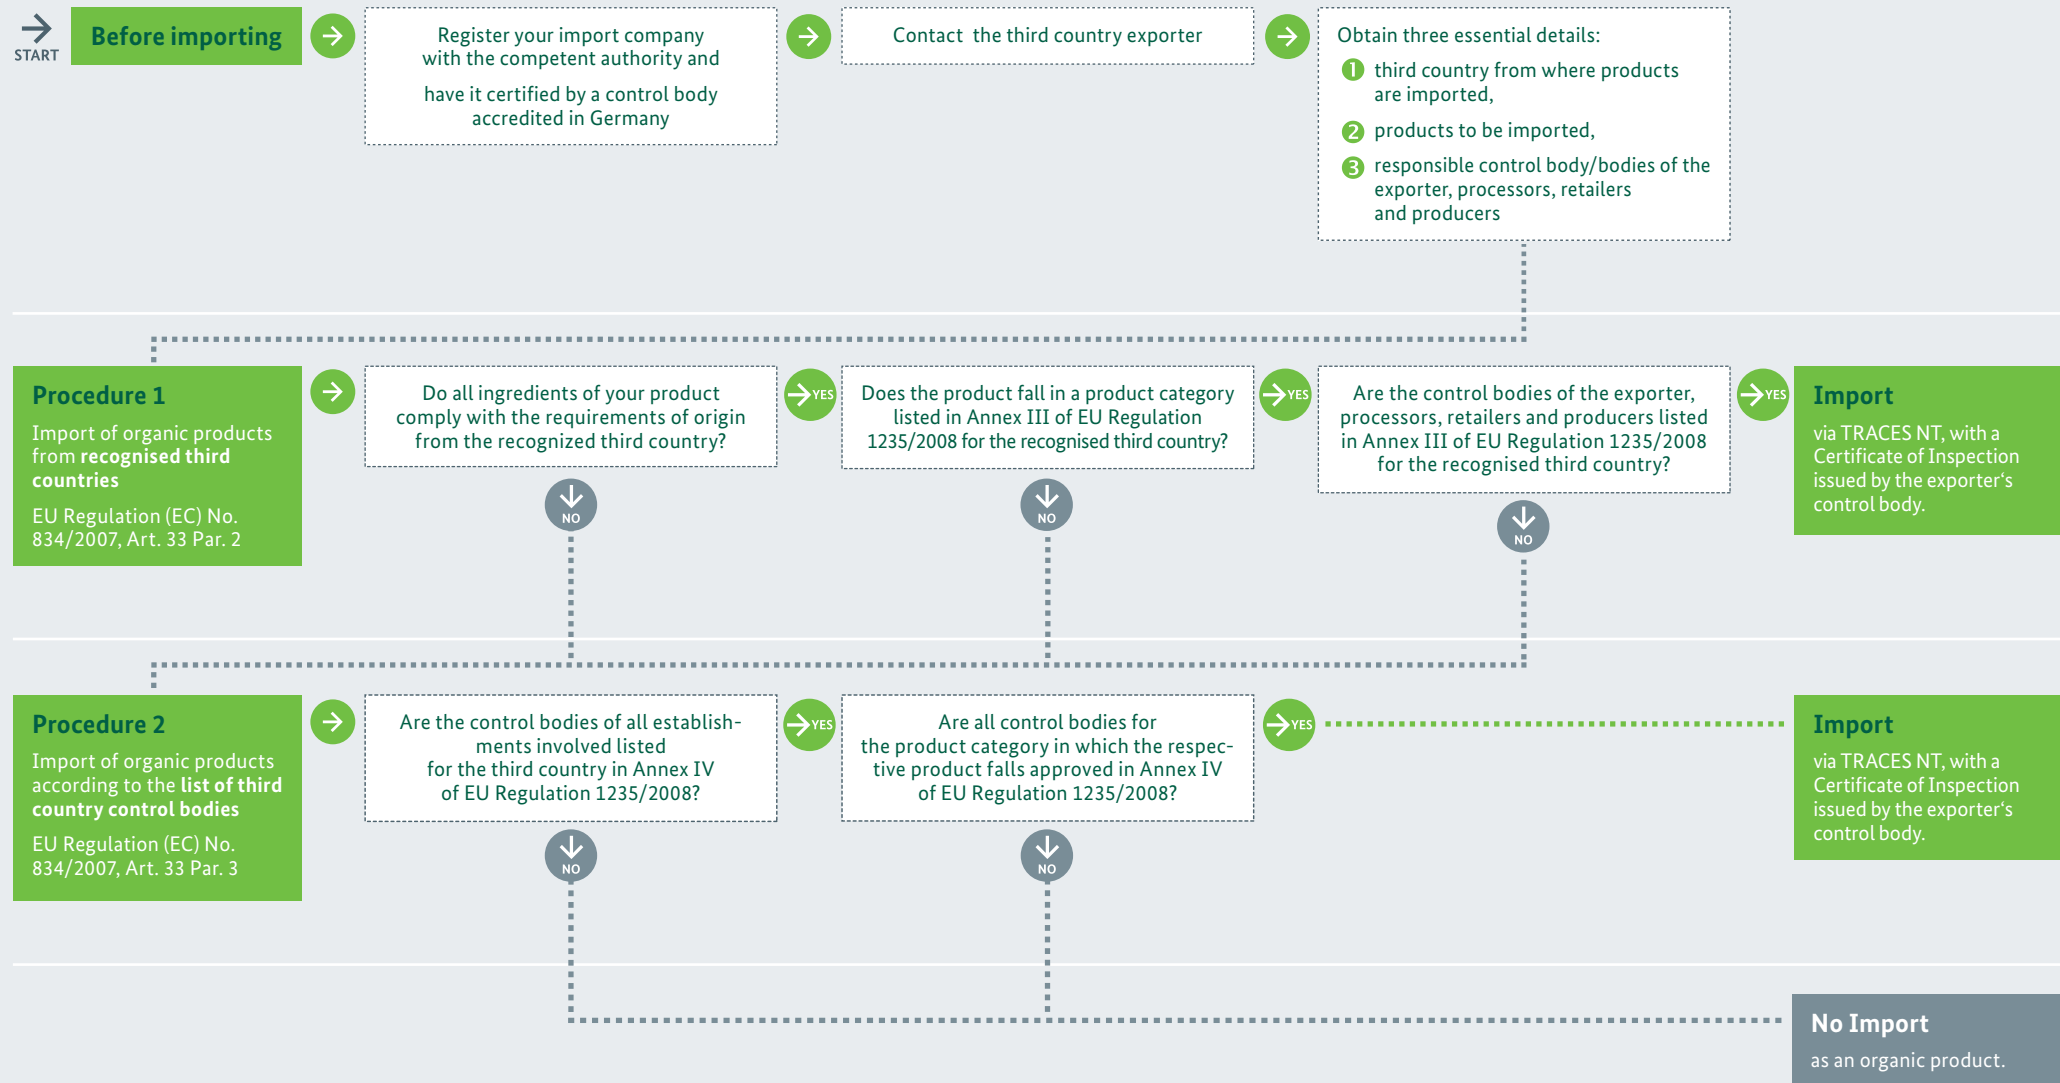 START
Before importing
Register your import company
with the competent authority and
have it certified by a control body
accredited in Germany
Contact the third country exporter
Obtain three essential details:
1 third country from where products
are imported,
2 products to be imported,
3 responsible control body/bodies of the
exporter, processors, retailers
and producers
Procedure 1
Import of organic products
from recognised third
countries
EU Regulation (EC) No.
834/2007, Art. 33 Par. 2
Do all ingredients of your product
comply with the requirements of origin
from the recognized third country?
YES
NO
Does the product fall in a product category
listed in Annex III of EU Regulation
1235/2008 for the recognised third country?
YES
NO
Are the control bodies of the exporter,
processors, retailers and producers listed
in Annex III of EU Regulation 1235/2008
for the recognised third country?
YES
NO
Import
via TRACES NT, with a
Certificate of Inspection
issued by the exporter‘s
control body.
Procedure 2
Import of organic products
according to the list of third
country control bodies
EU Regulation (EC) No.
834/2007, Art. 33 Par. 3
Are the control bodies of all establish-
ments involved listed
for the third country in Annex IV
of EU Regulation 1235/2008?
YES
NO
Are all control bodies for
the product category in which the respec-
tive product falls approved in Annex IV
of EU Regulation 1235/2008?
YES
NO
Import
via TRACES NT, with a
Certificate of Inspection
issued by the exporter‘s
control body.
No Import
as an organic product.